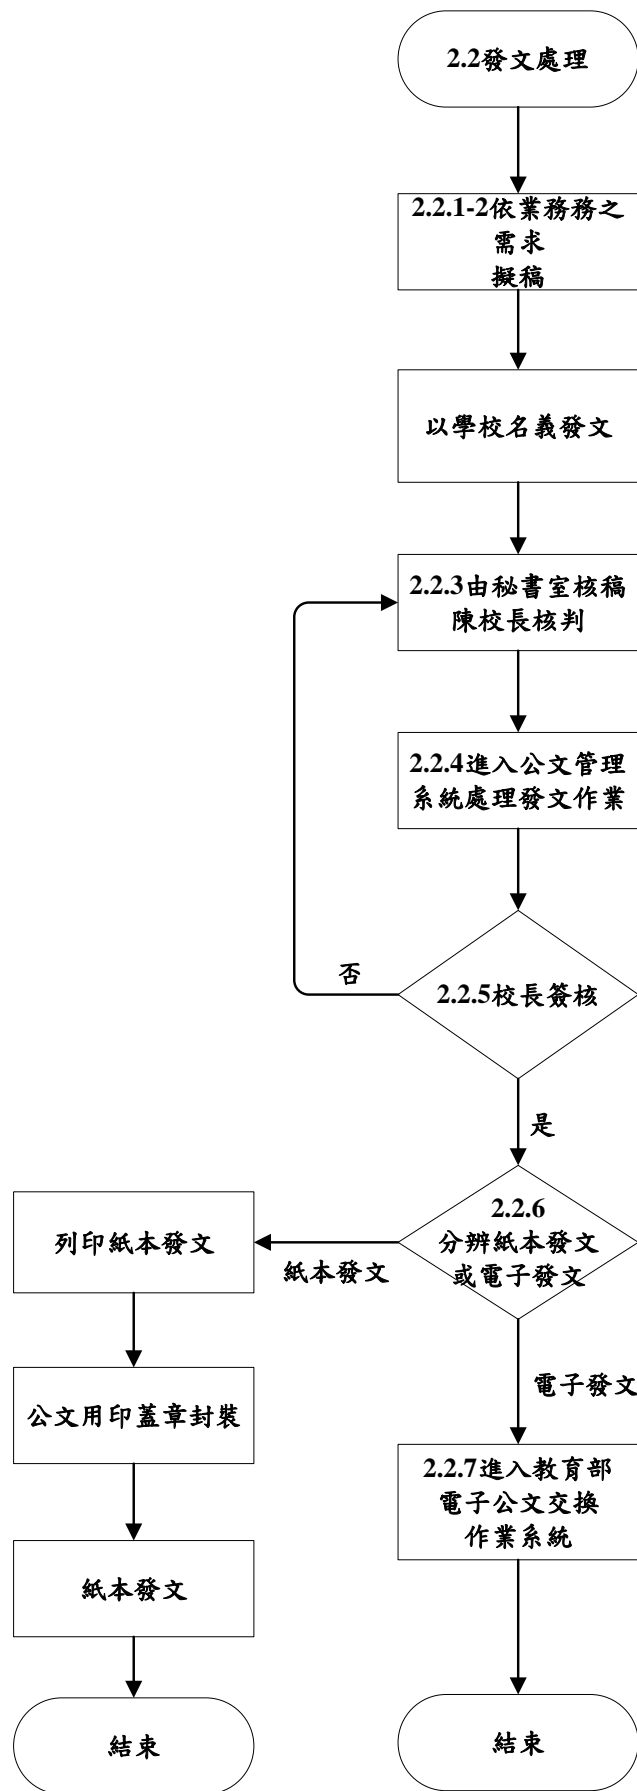 2.2發文處理
2.2.1-2依業務務之
需求
擬稿
以學校名義發文
2.2.3由秘書室核稿
陳校長核判
2.2.4進入公文管理
系統處理發文作業
否
2.2.5校長簽核
是
2.2.6
分辨紙本發文
或電子發文
紙本發文
列印紙本發文
電子發文
公文用印蓋章封裝
2.2.7進入教育部
電子公文交換
作業系統
紙本發文
結束
結束